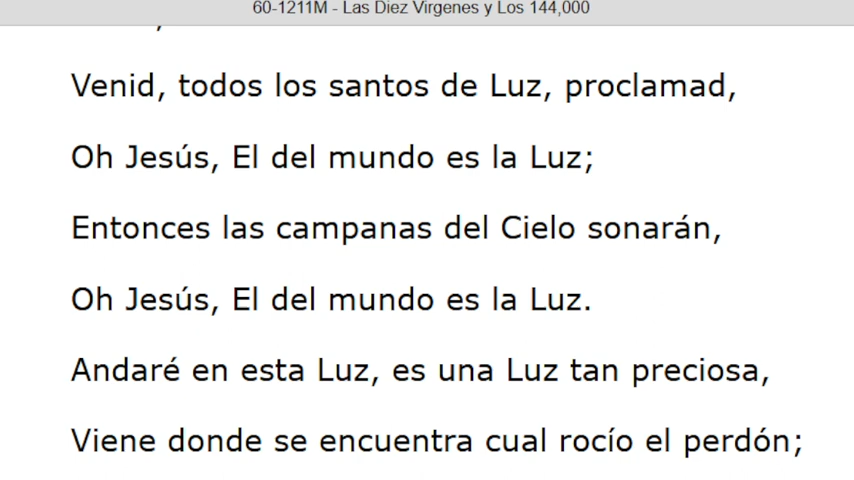 60-1211M - Las Diez Virgenes y Los 144,000
Venid, todos los santos de Luz, proclamad,
Oh Jesús, El del mundo es la Luz;
Entonces las campanas del Cielo sonarán,
Oh Jesús, El del mundo es la Luz.
Andaré en esta Luz, es una Luz tan preciosa,
Viene donde se encuentra cual rocío el perdón;